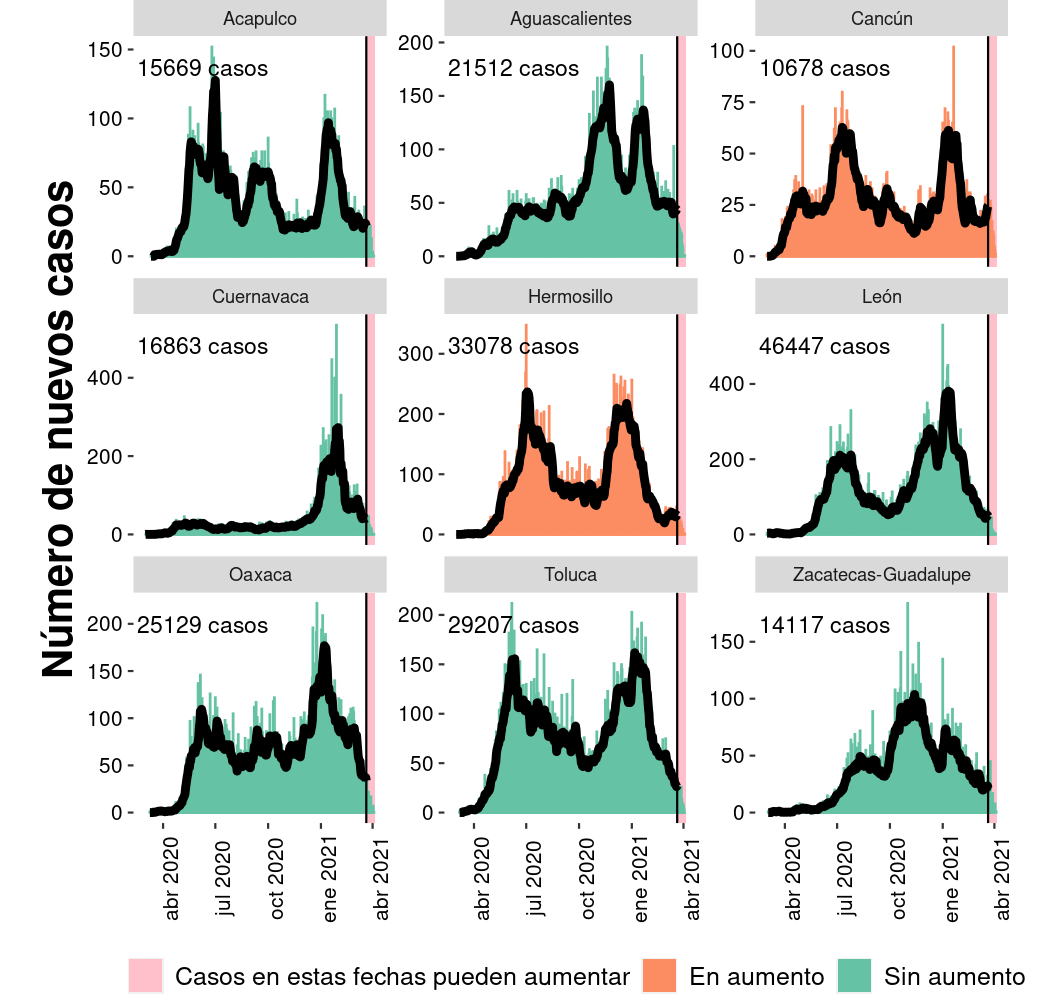 Número de nuevos casos
Acapulco
Aguascalientes
Cancún
150
100
50
0
15669 casos
200
150
100
50
0
21512 casos
100
75
50
25
0
10678 casos
Cuernavaca
Hermosillo
León
400
200
0
16863 casos
300
200
100
0
33078 casos
400
200
0
46447 casos
Oaxaca
Toluca
Zacatecas-Guadalupe
200
150
100
50
0
25129 casos
200
150
100
50
0
29207 casos
150
100
50
0
14117 casos
abr 2020
jul 2020
oct 2020
ene 2021
abr 2021
abr 2020
jul 2020
oct 2020
ene 2021
abr 2021
abr 2020
jul 2020
oct 2020
ene 2021
abr 2021
Casos en estas fechas pueden aumentar
En aumento
Sin aumento